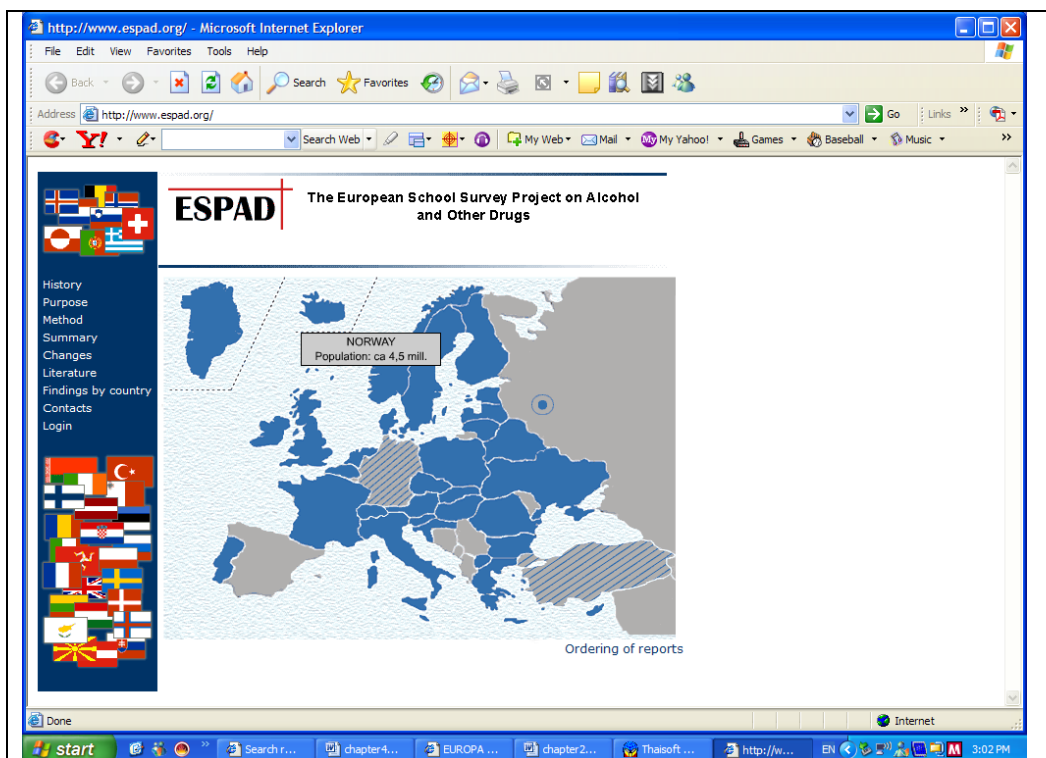 http://www.espad.org/ - Microsoft Internet Explorer
File Edit View Favorites Tools Help
Back Search Favorites
Address http://www.espad.org/ Go Links »
Y! Search Web My Web Mail My Yahoo! Games Baseball Music »
ESPAD
The European School Survey Project on Alcohol
and Other Drugs
History
Purpose
Method
Summary
Changes
Literature
Findings by country
Contacts
Login
NORWAY
Population: ca 4,5 mill.
Ordering of reports
Done Internet
start » Search r... chapter4... EUROPA ... chapter2... Thaisoft ... http://w... EN 3:02 PM